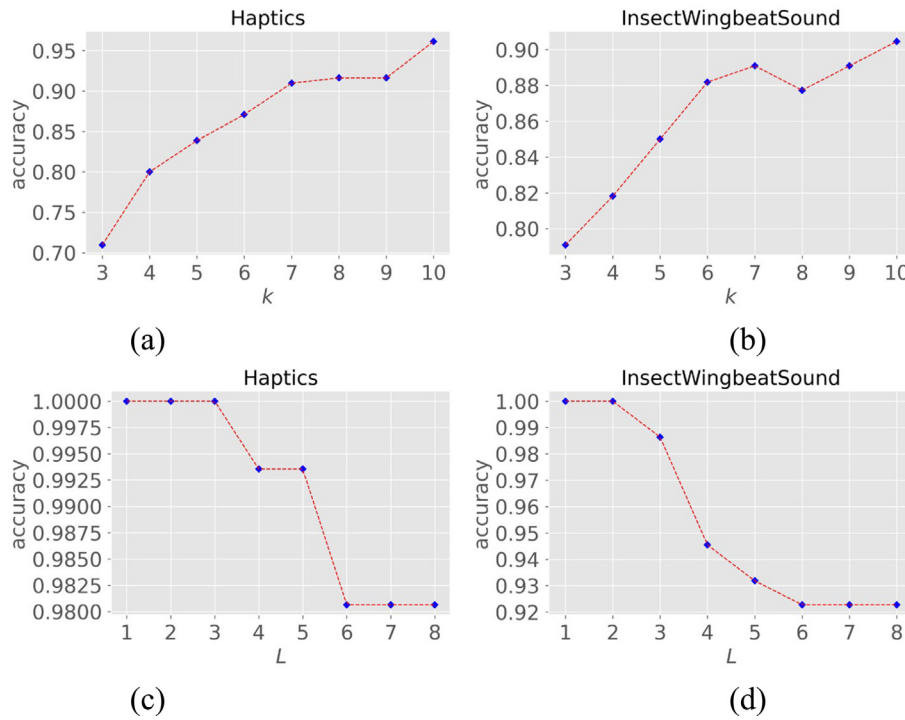 Haptics
accuracy
0.95
0.90
0.85
0.80
0.75
0.70
3 4 5 6 7 8 9 10
k
(a)
InsectWingbeatSound
accuracy
0.90
0.88
0.86
0.84
0.82
0.80
3 4 5 6 7 8 9 10
k
(b)
Haptics
accuracy
1.0000
0.9975
0.9950
0.9925
0.9900
0.9875
0.9850
0.9825
0.9800
1 2 3 4 5 6 7 8
L
(c)
InsectWingbeatSound
accuracy
1.00
0.99
0.98
0.97
0.96
0.95
0.94
0.93
0.92
1 2 3 4 5 6 7 8
L
(d)